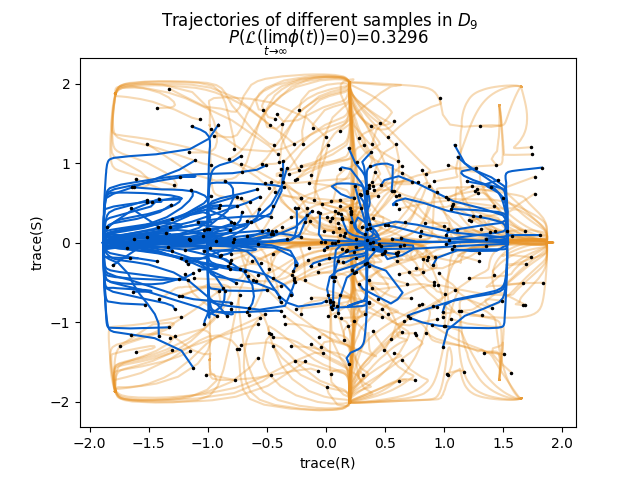 Trajectories of different samples in D₉
P(ℒ(lim ϕ(t))=0)=0.3296
t→∞
2
1
0
−1
−2
trace(S)
−2.0 −1.5 −1.0 −0.5 0.0 0.5 1.0 1.5 2.0
trace(R)